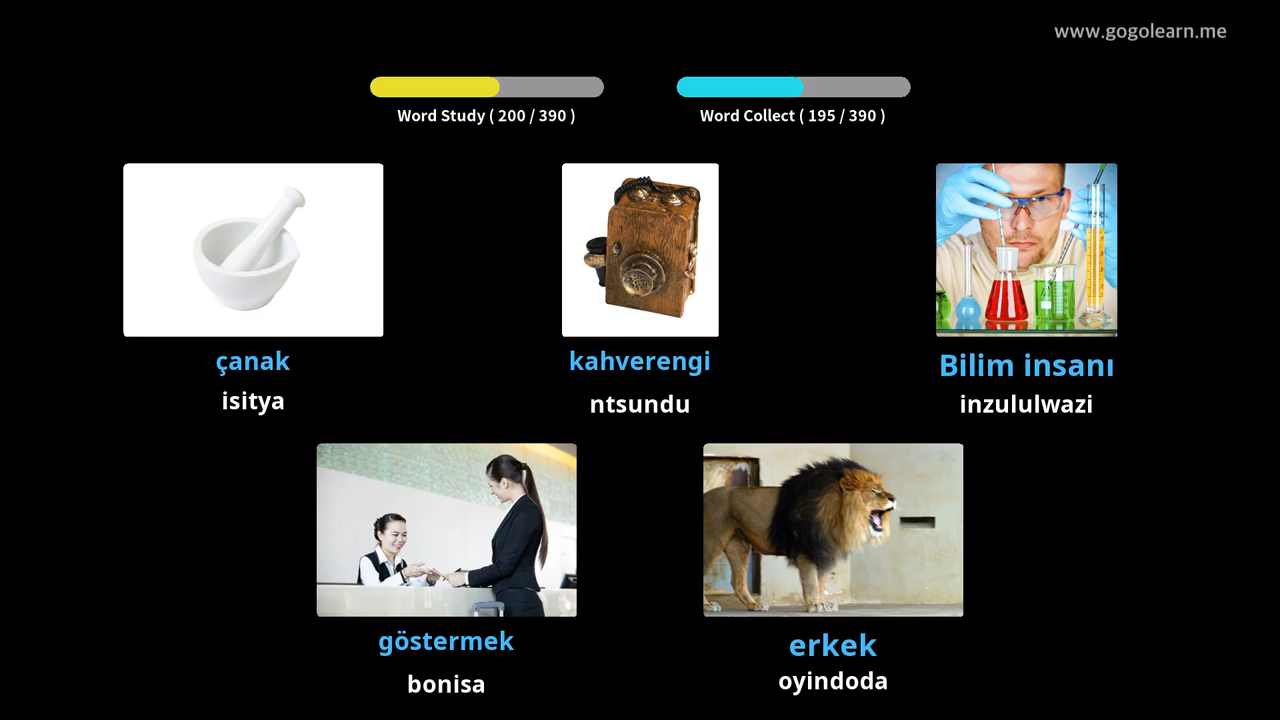 www.gogolearn.me
Word Study ( 200 / 390 )
Word Collect ( 195 / 390 )
çanak
isitya
kahverengi
ntsundu
Bilim insanı
inzululwazi
göstermek
bonisa
erkek
oyindoda